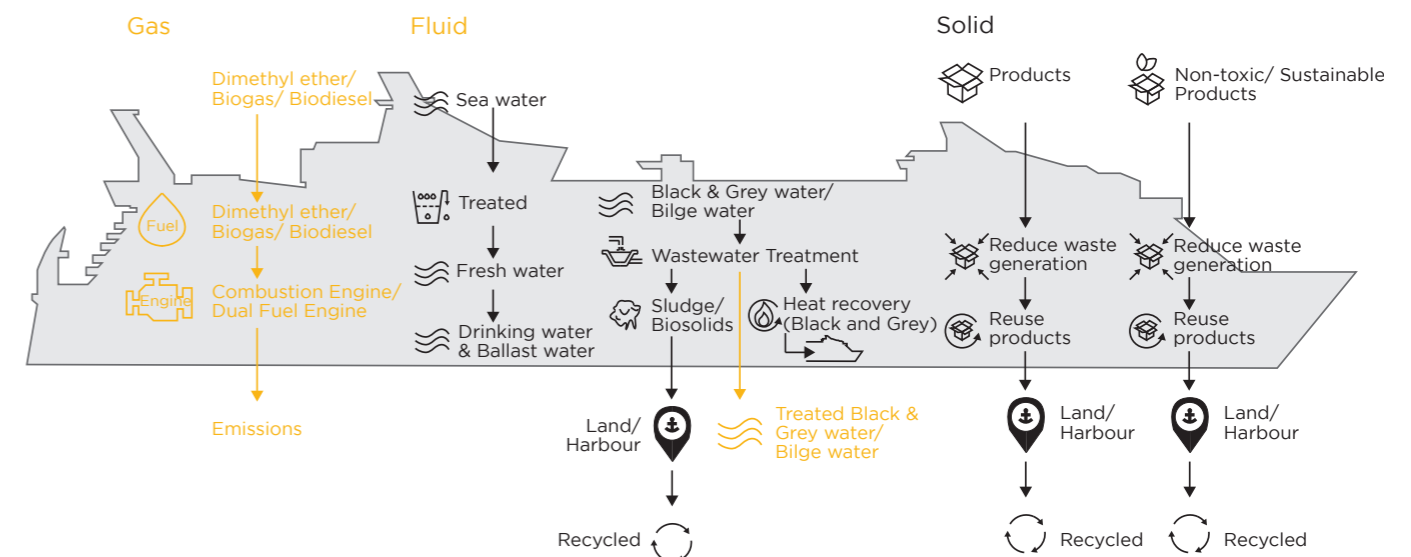 Gas
Fluid
Solid
Dimethyl ether/
Biogas/ Biodiesel
Fuel
Dimethyl ether/
Biogas/ Biodiesel
Engine
Combustion Engine/
Dual Fuel Engine
Emissions
Sea water
Treated
Fresh water
Drinking water
& Ballast water
Black & Grey water/
Bilge water
Wastewater Treatment
Sludge/
Biosolids
Heat recovery
(Black and Grey)
Land/
Harbour
Treated Black &
Grey water/
Bilge water
Recycled
Products
Reduce waste
generation
Reuse
products
Land/
Harbour
Recycled
Non-toxic/ Sustainable
Products
Reduce waste
generation
Reuse
products
Land/
Harbour
Recycled